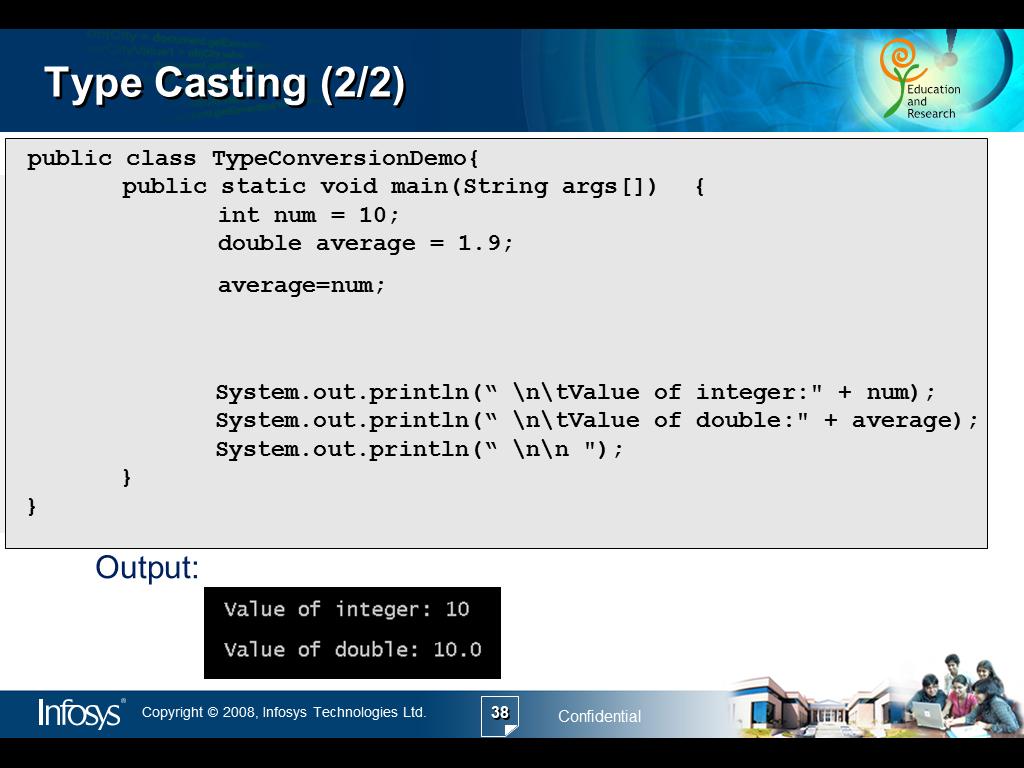 Type Casting (2/2)
Education
and
Research
public class TypeConversionDemo{
public static void main(String args[]) {
int num = 10;
double average = 1.9;
average=num;
System.out.println(“ \n\tValue of integer:" + num);
System.out.println(“ \n\tValue of double:" + average);
System.out.println(“ \n\n ");
}
}
Output:
Value of integer: 10
Value of double: 10.0
Infosys®
Copyright © 2008, Infosys Technologies Ltd.
38
Confidential